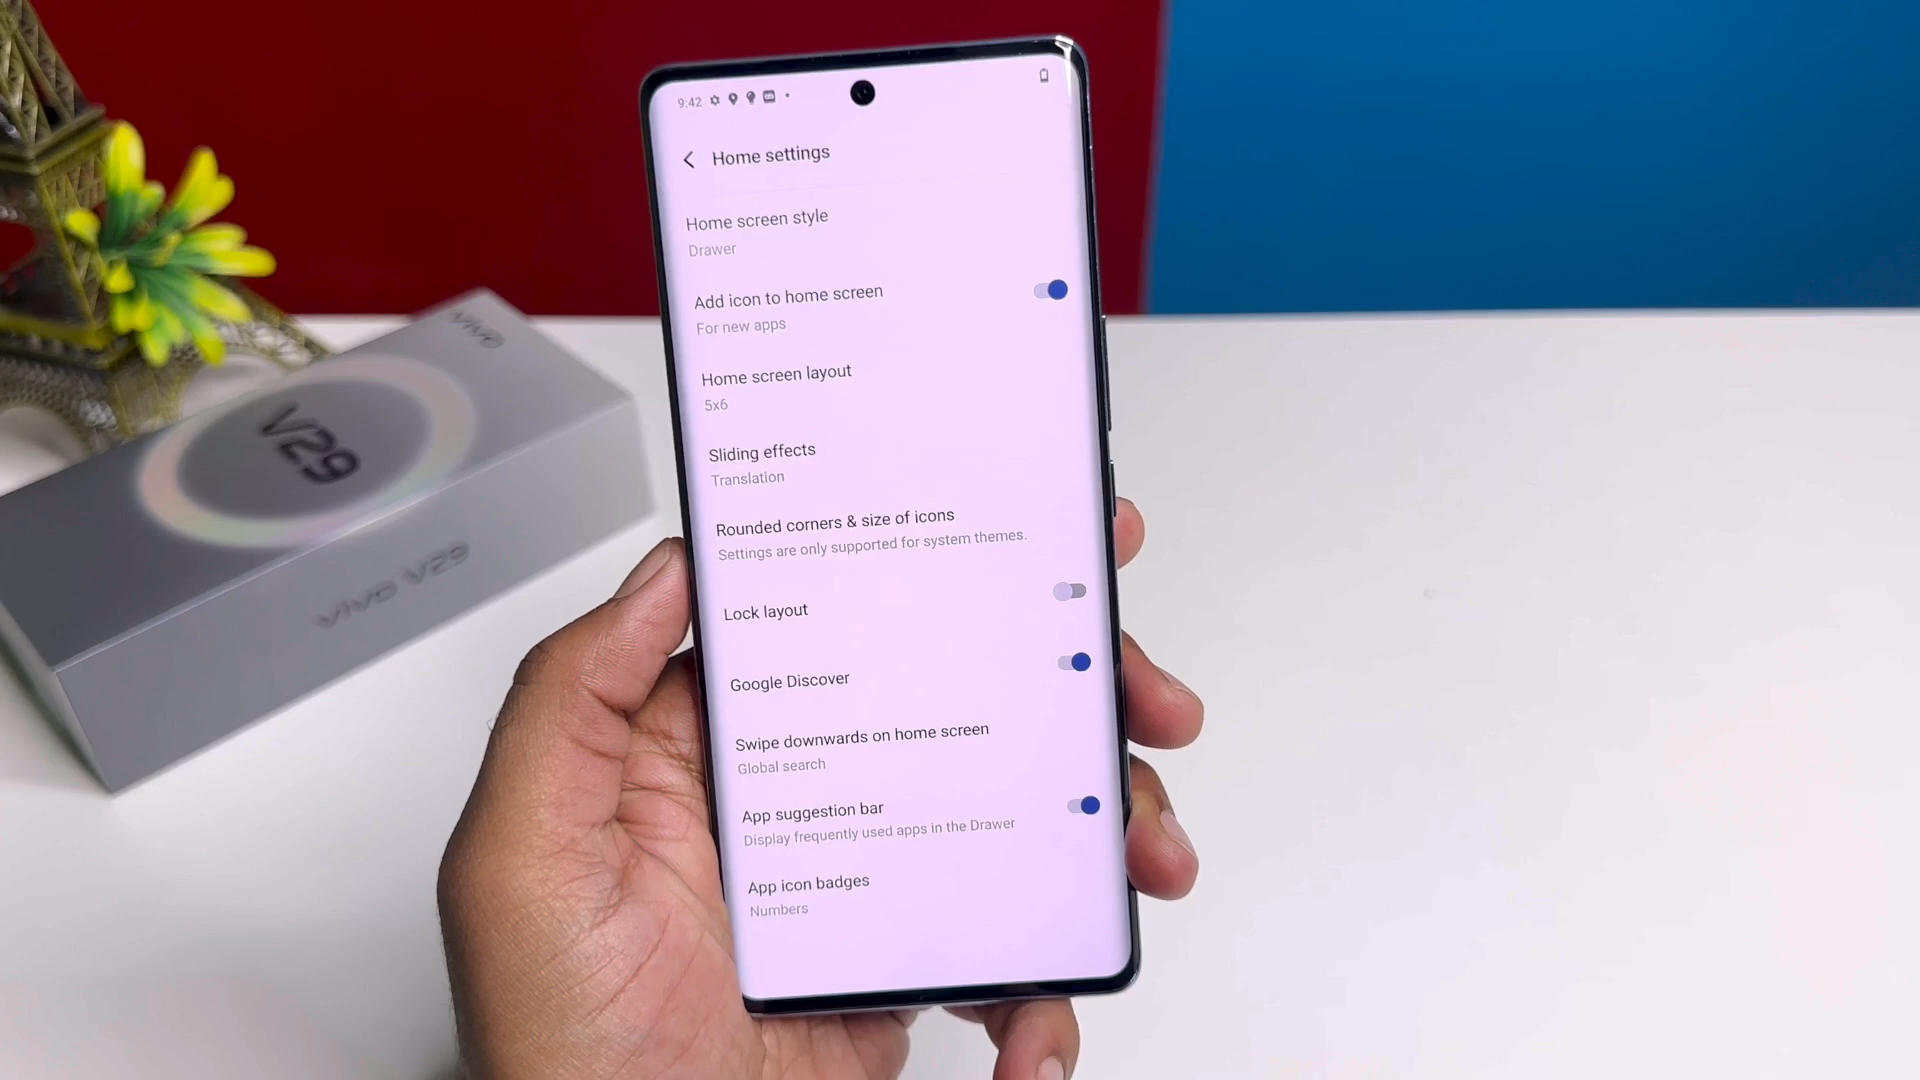 9:42
Home settings
Home screen style
Drawer
Add icon to home screen
For new apps
Home screen layout
5x6
Sliding effects
Translation
Rounded corners & size of icons
Settings are only supported for system themes.
Lock layout
Google Discover
Swipe downwards on home screen
Global search
App suggestion bar
Display frequently used apps in the Drawer
App icon badges
Numbers
vivo
V29
vivo V29